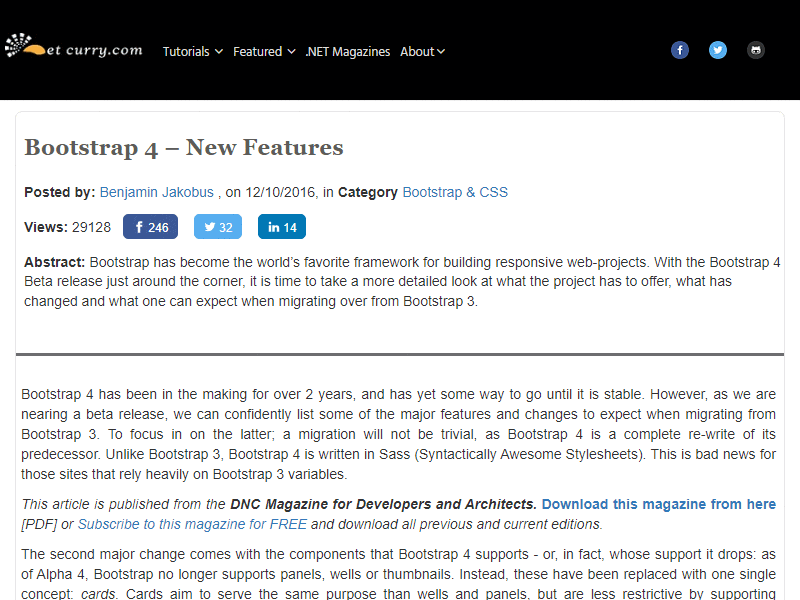 et curry.com
Tutorials Featured .NET Magazines About
Bootstrap 4 – New Features
Posted by: Benjamin Jakobus , on 12/10/2016, in Category Bootstrap & CSS
Views: 29128 246 32 14
Abstract: Bootstrap has become the world's favorite framework for building responsive web-projects. With the Bootstrap 4
Beta release just around the corner, it is time to take a more detailed look at what the project has to offer, what has
changed and what one can expect when migrating over from Bootstrap 3.
Bootstrap 4 has been in the making for over 2 years, and has yet some way to go until it is stable. However, as we are
nearing a beta release, we can confidently list some of the major features and changes to expect when migrating from
Bootstrap 3. To focus in on the latter; a migration will not be trivial, as Bootstrap 4 is a complete re-write of its
predecessor. Unlike Bootstrap 3, Bootstrap 4 is written in Sass (Syntactically Awesome Stylesheets). This is bad news for
those sites that rely heavily on Bootstrap 3 variables.
This article is published from the DNC Magazine for Developers and Architects. Download this magazine from here
[PDF] or Subscribe to this magazine for FREE and download all previous and current editions.
The second major change comes with the components that Bootstrap 4 supports - or, in fact, whose support it drops: as
of Alpha 4, Bootstrap no longer supports panels, wells or thumbnails. Instead, these have been replaced with one single
concept: cards. Cards aim to serve the same purpose than wells and panels, but are less restrictive by supporting